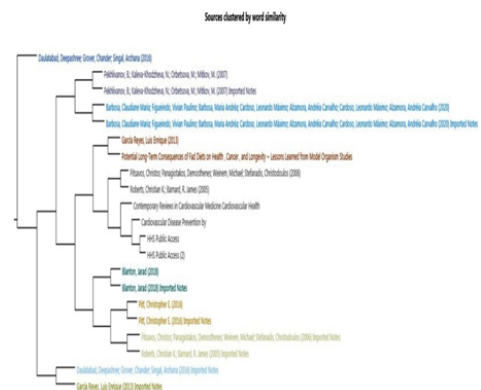 Sources clustered by word similarity
Daulatabad, Deepashree; Grover, Chander; Singal, Archana (2016)
Pekhlivanov, B.; Kaleva-Khodzheva, N.; Orbetsova, M.; Mitkov, M. (2007)
Pekhlivanov, B.; Kaleva-Khodzheva, N.; Orbetsova, M.; Mitkov, M. (2007) Imported Notes
Barbosa, Claudiane Maria; Figueiredo, Vivian Paulino; Barbosa, Maria Andréa; Cardoso, Leonardo Máximo; Alzamora, Andréia Carvalho (2020)
Barbosa, Claudiane Maria; Figueiredo, Vivian Paulino; Barbosa, Maria Andréa; Cardoso, Leonardo Máximo; Alzamora, Andréia Carvalho (2020) Imported Notes
García Reyes, Luis Enrique (2013)
Potential Long-Term Consequences of Fad Diets on Health , Cancer , and Longevity – Lessons Learned from Model Organism Studies
Pitsavos, Christos; Panagiotakos, Demosthenes; Weinem, Michael; Stefanadis, Christodoulos (2006)
Roberts, Christian K.; Barnard, R. James (2005)
Contemporary Reviews in Cardiovascular Medicine Cardiovascular Health
Cardiovascular Disease Prevention by
HHS Public Access
HHS Public Access (2)
Blanton, Jarad (2018)
Blanton, Jarad (2018) Imported Notes
Pitt, Christopher E. (2016)
Pitt, Christopher E. (2016) Imported Notes
Pitsavos, Christos; Panagiotakos, Demosthenes; Weinem, Michael; Stefanadis, Christodoulos (2006) Imported Notes
Roberts, Christian K.; Barnard, R. James (2005) Imported Notes
Daulatabad, Deepashree; Grover, Chander; Singal, Archana (2016) Imported Notes
García Reyes, Luis Enrique (2013) Imported Notes